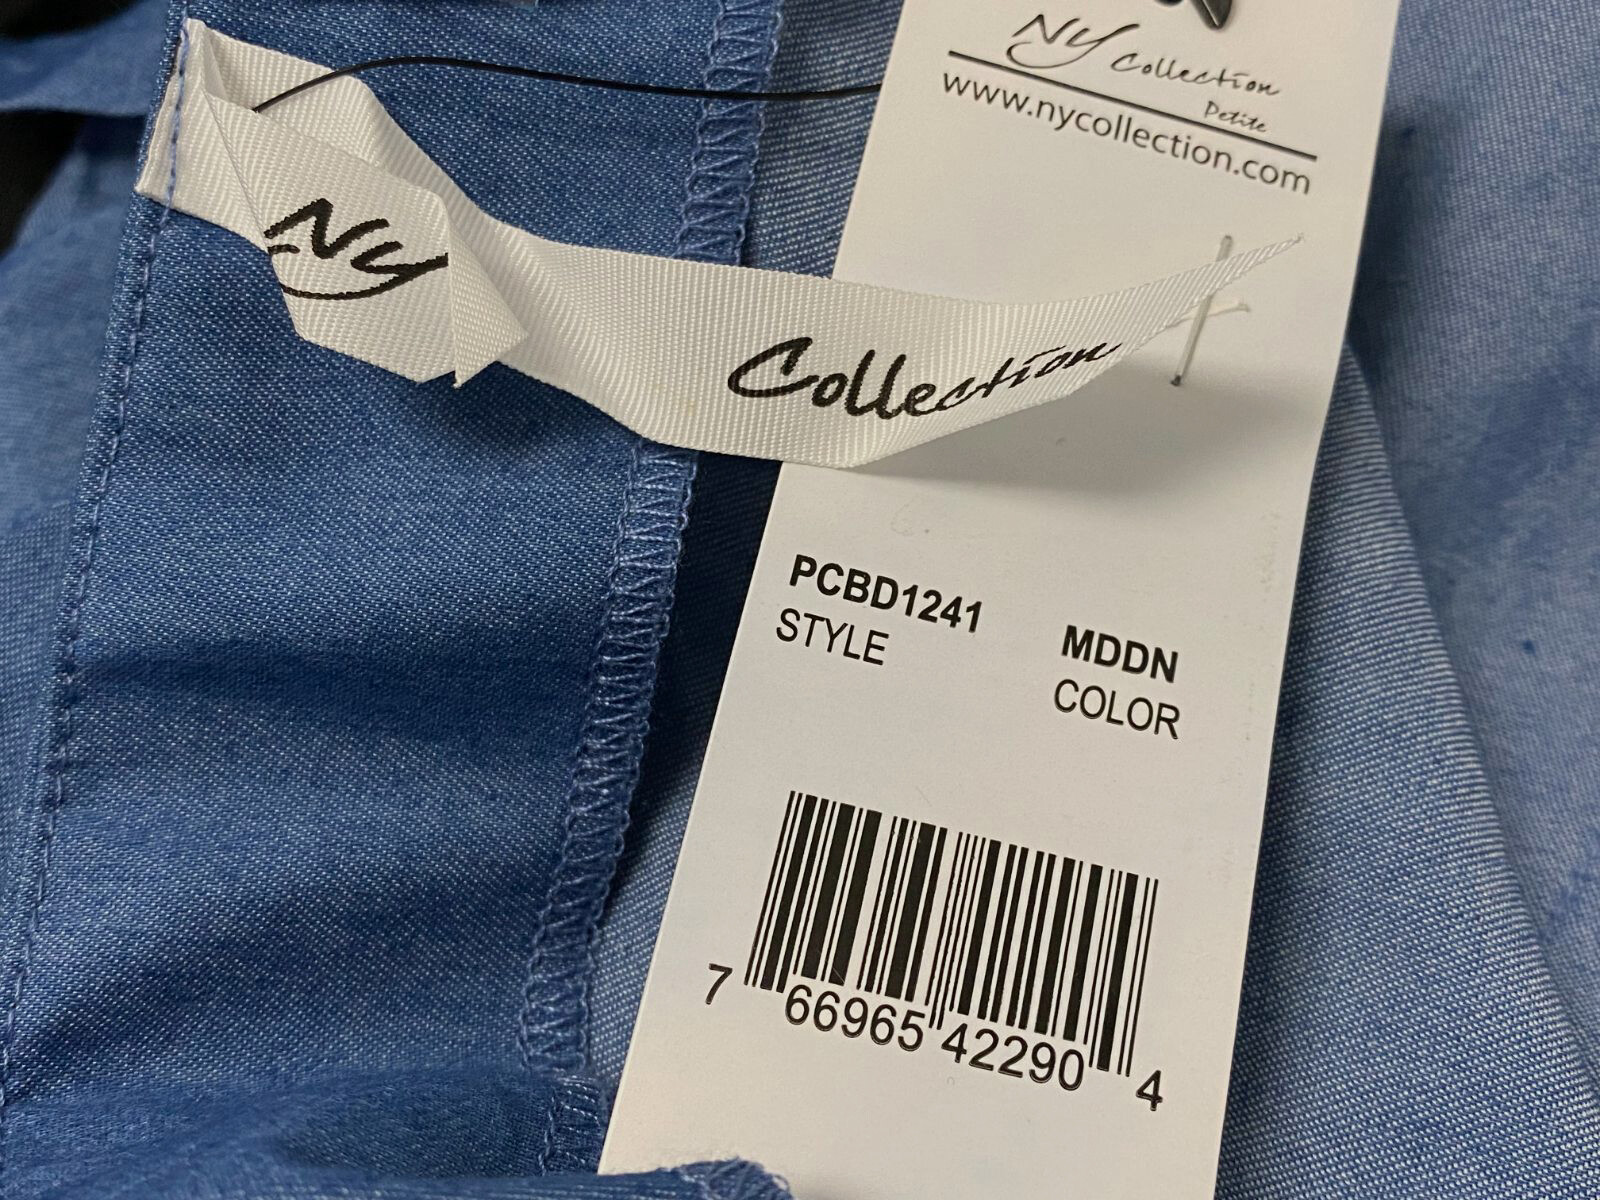 NY Collection
Petite
www.nycollection.com
NY Collection
PCBD1241
STYLE
MDDN
COLOR
7 66965 42290 4